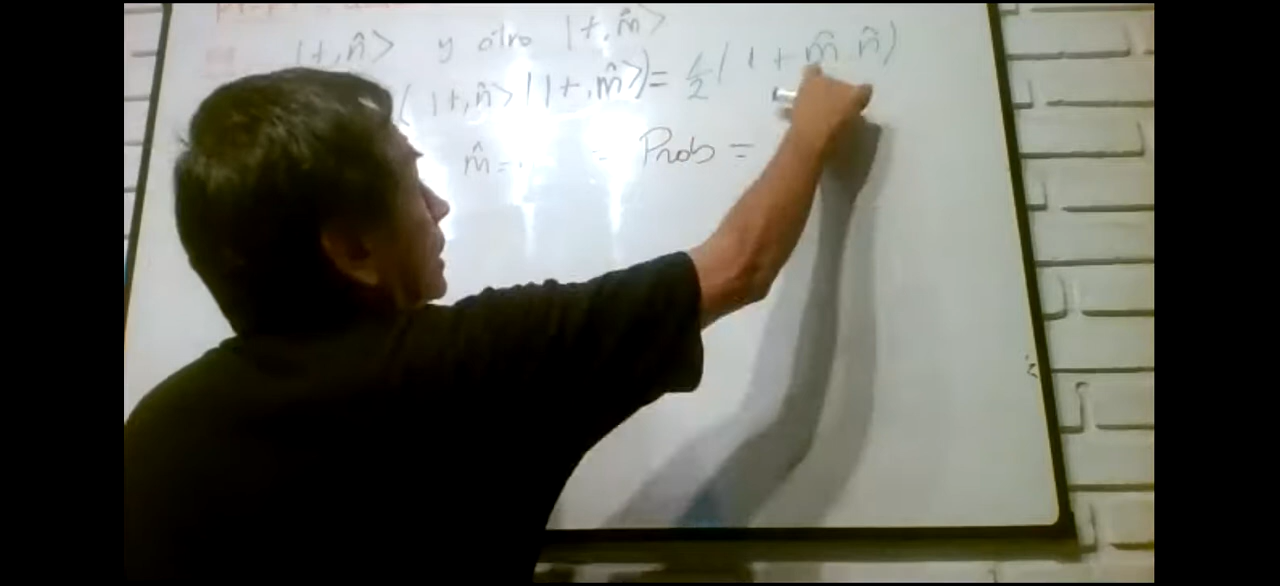 |+, n̂> y otro |+, m̂>
( |+, n̂> | |+, m̂> ) = 1/2 ( 1 + m̂ . n̂ )
m̂ = - Prob =